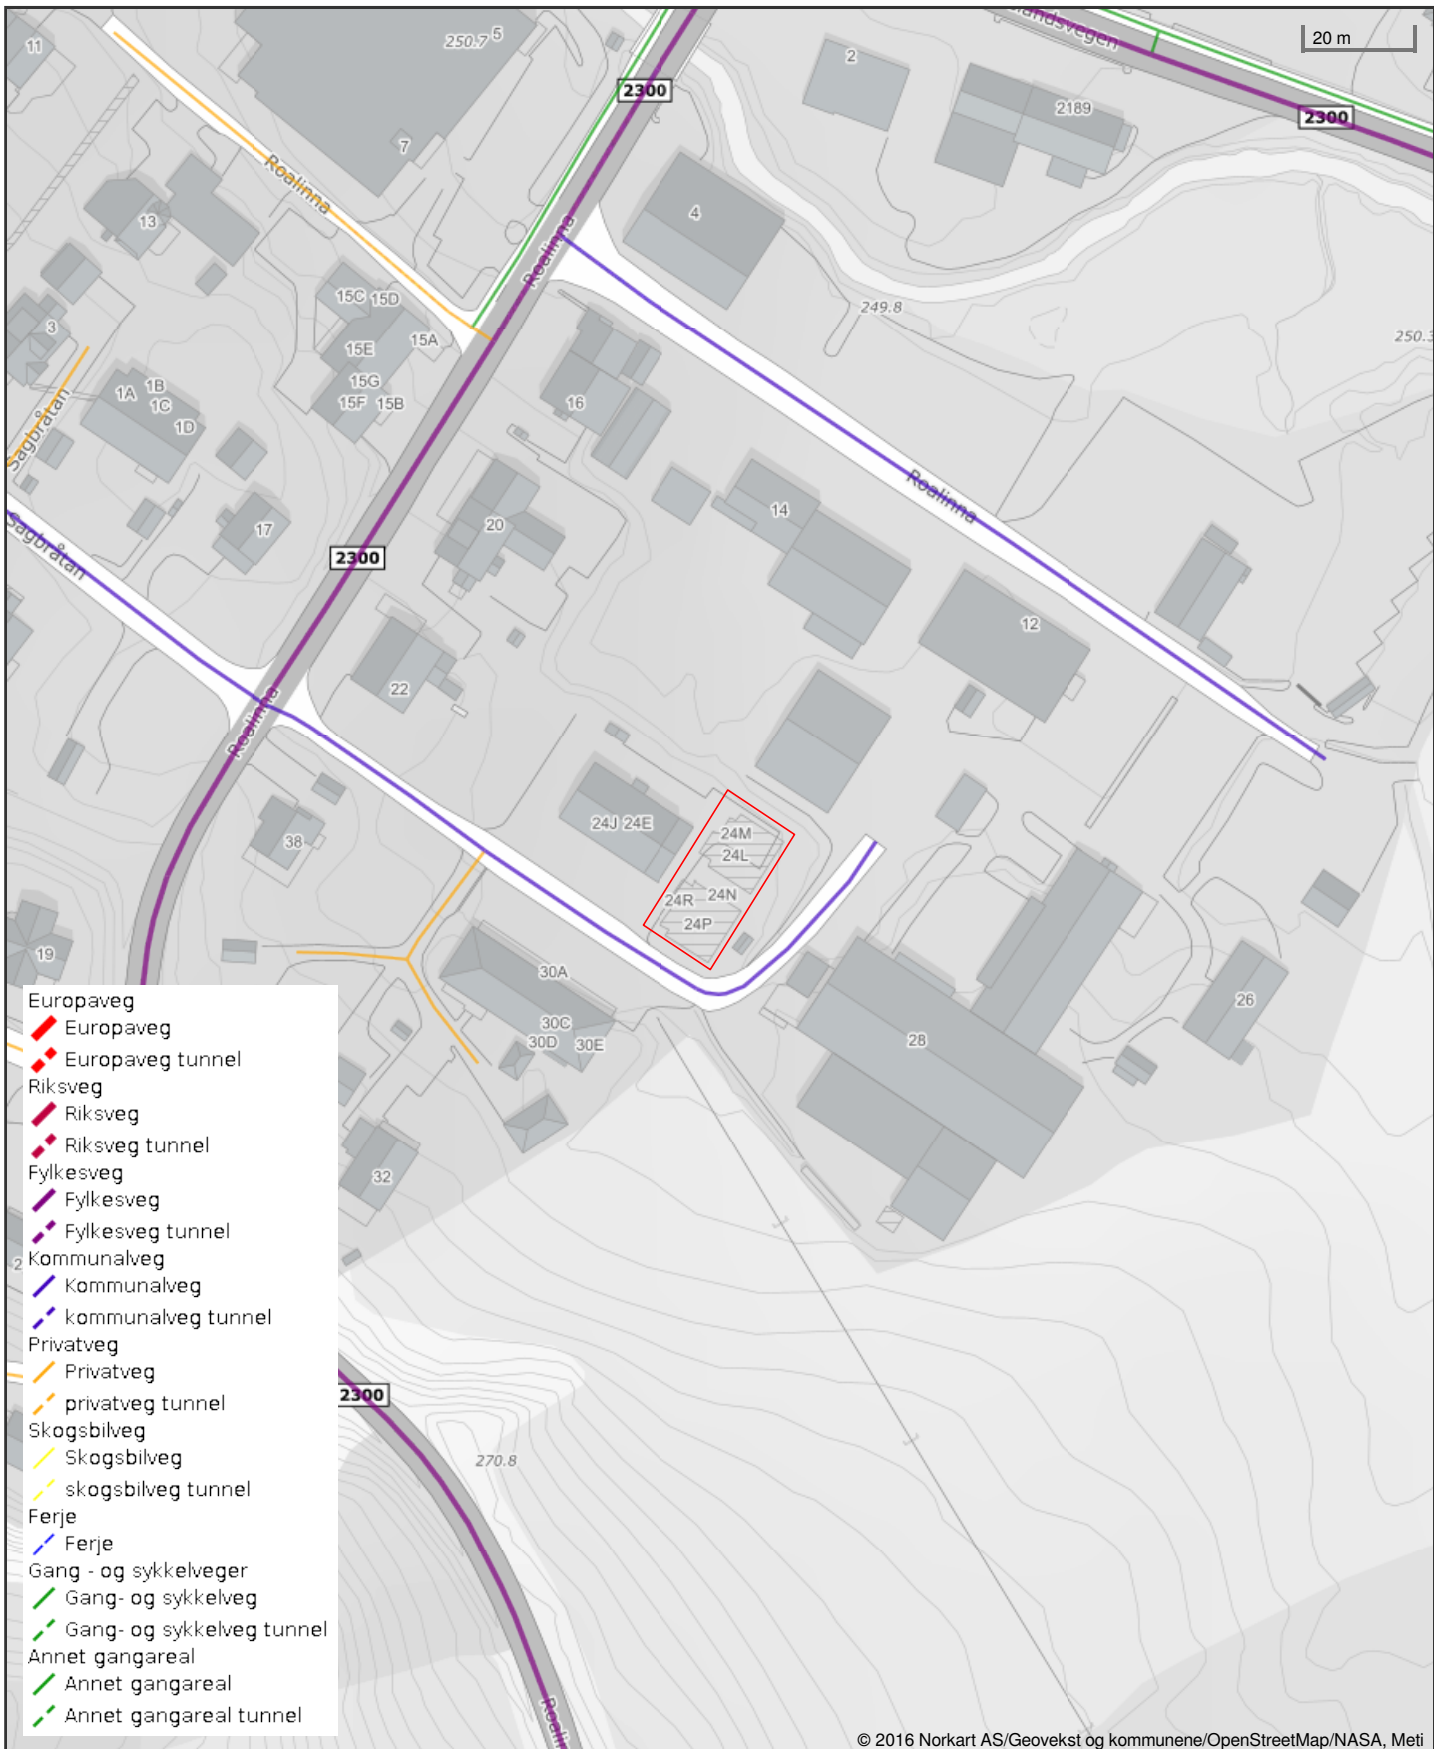 11
250.7
5
2
landsvegen
20 m
2300
2189
2300
7
Roalinna
13
4
Roalinna
15C 15D
249.8
3
15A
15E
250.3
1A
1B
15G
1C
15F
15B
16
1D
Sagbråtan
Roalinna
14
17
20
Sagbråtan
2300
12
22
Roalinna
24J 24E
24M
38
24L
24N
24R
24P
19
30A
26
30C
28
30D
30E
32
2
2300
270.8
Roalin
Europaveg
Europaveg
Europaveg tunnel
Riksveg
Riksveg
Riksveg tunnel
Fylkesveg
Fylkesveg
Fylkesveg tunnel
Kommunalveg
Kommunalveg
kommunalveg tunnel
Privatveg
Privatveg
privatveg tunnel
Skogsbilveg
Skogsbilveg
skogsbilveg tunnel
Ferje
Ferje
Gang - og sykkelveger
Gang- og sykkelveg
Gang- og sykkelveg tunnel
Annet gangareal
Annet gangareal
Annet gangareal tunnel
© 2016 Norkart AS/Geovekst og kommunene/OpenStreetMap/NASA, Meti